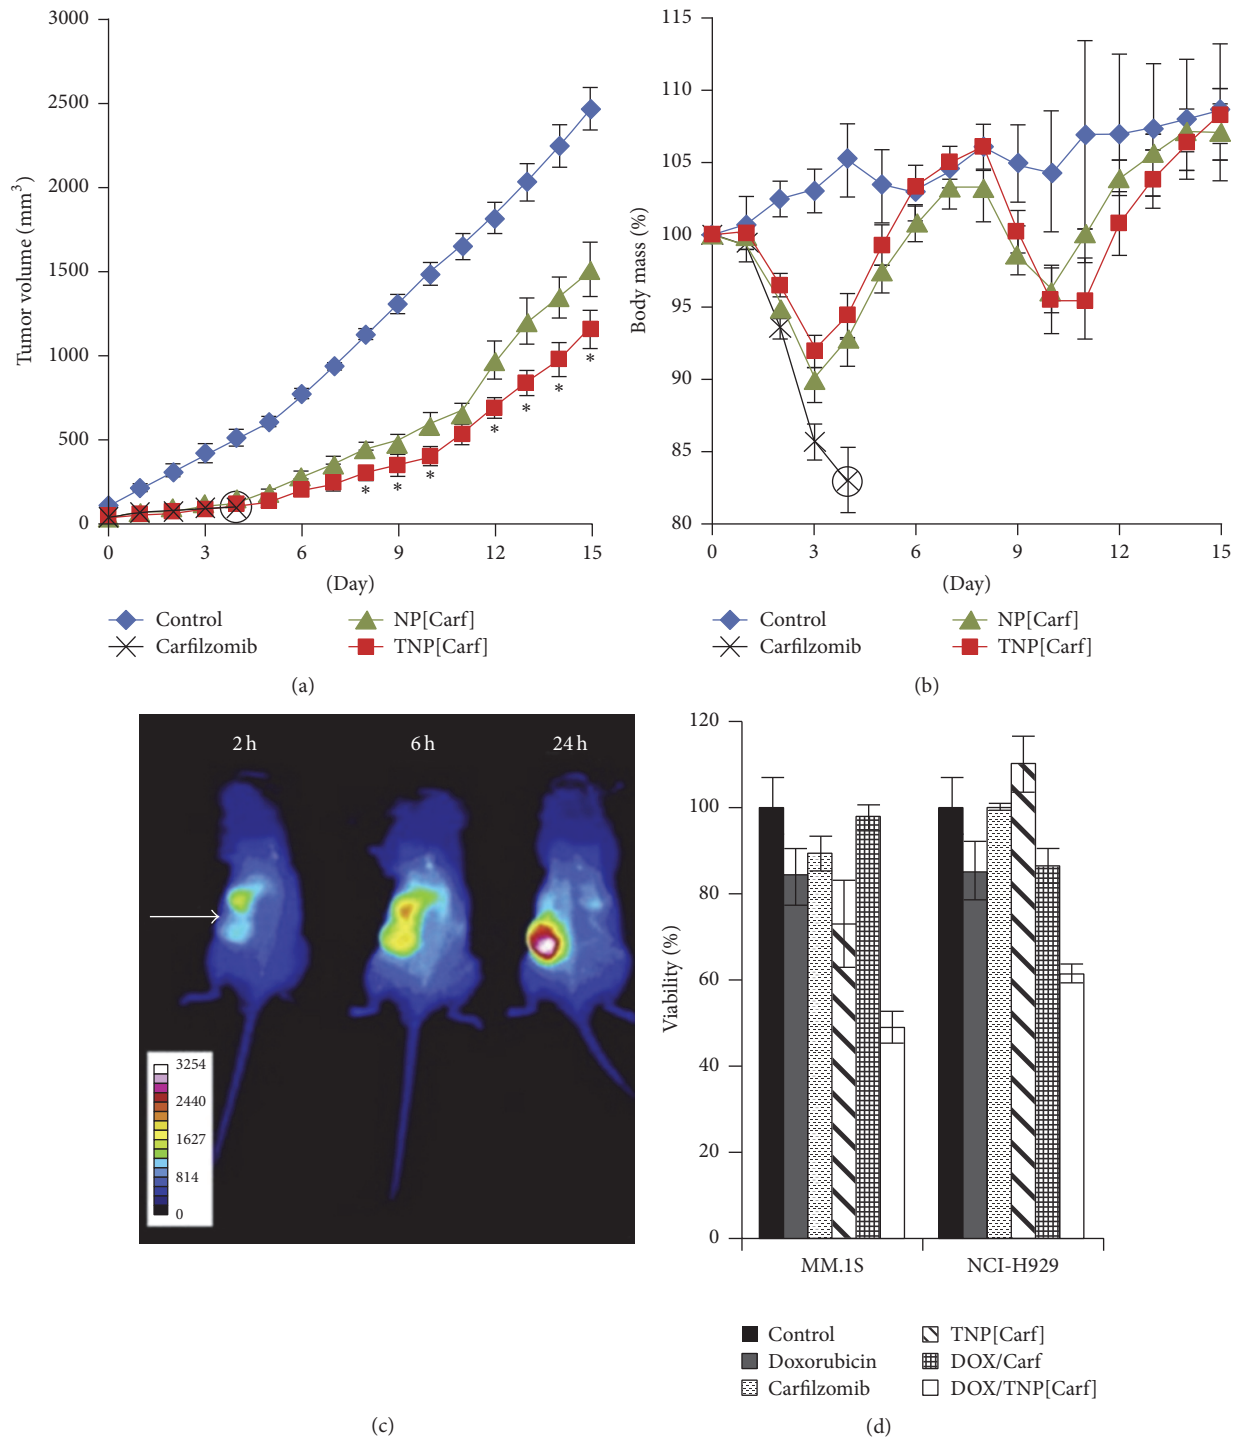 3000
2500
2000
1500
1000
500
0
Tumor volume (mm³)
0 3 6 9 12 15
(Day)
* * * * * * *
Control
Carfilzomib
NP[Carf]
TNP[Carf]
(a)
115
110
105
100
95
90
85
80
Body mass (%)
0 3 6 9 12 15
(Day)
Control
Carfilzomib
NP[Carf]
TNP[Carf]
(b)
2 h 6 h 24 h
3254
2440
1627
814
0
(c)
120
100
80
60
40
20
0
Viability (%)
MM.1S NCI-H929
Control
Doxorubicin
Carfilzomib
TNP[Carf]
DOX/Carf
DOX/TNP[Carf]
(d)